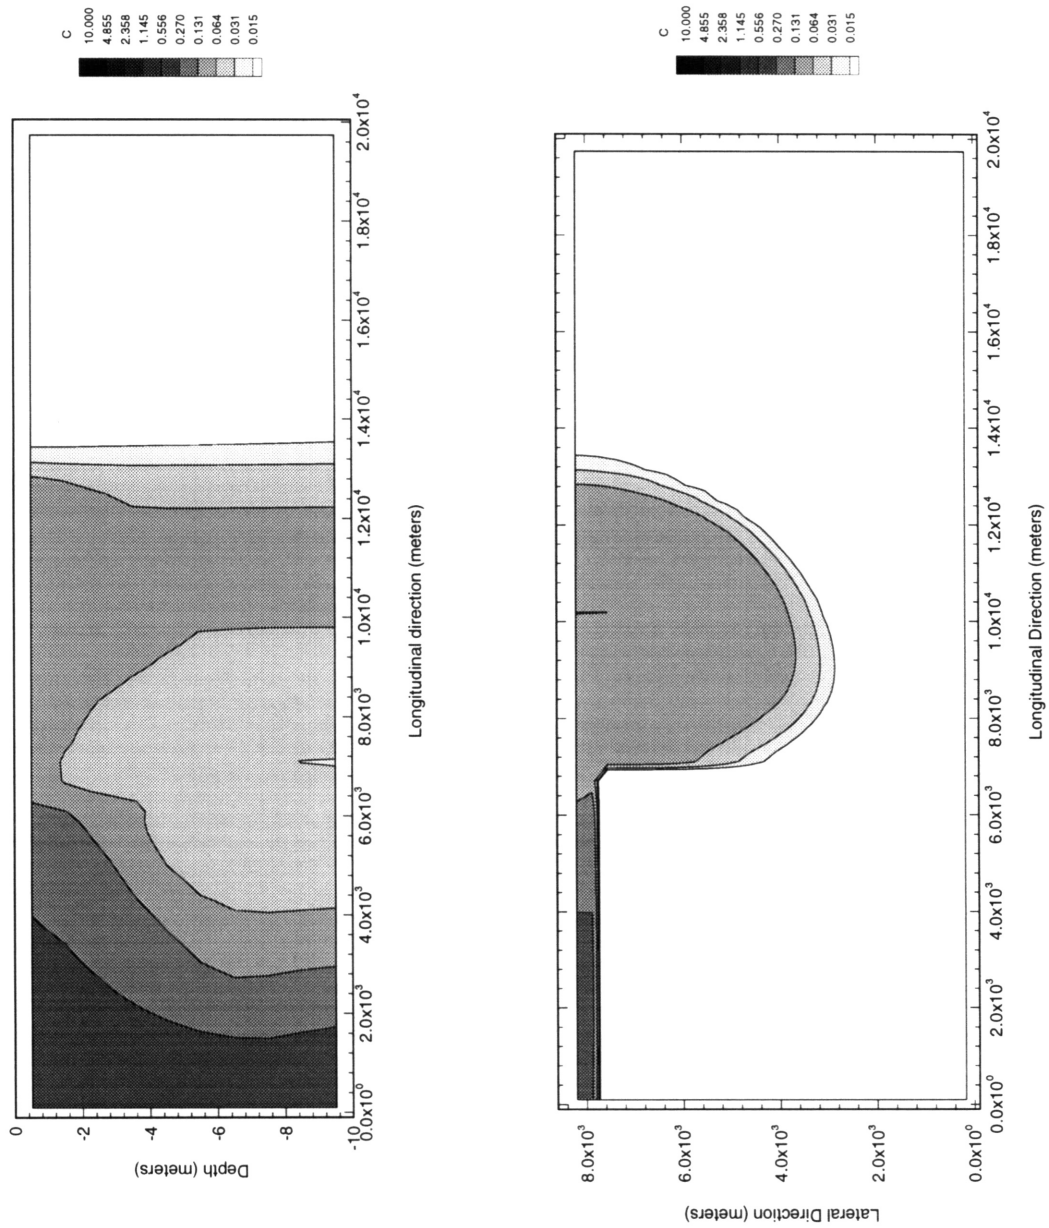 C
10.000
4.855
2.358
1.145
0.556
0.270
0.131
0.064
0.031
0.015
0
-2
-4
-6
-8
-10
Depth (meters)
0.0x10⁰
2.0x10³
4.0x10³
6.0x10³
8.0x10³
1.0x10⁴
1.2x10⁴
1.4x10⁴
1.6x10⁴
1.8x10⁴
2.0x10⁴
Longitudinal direction (meters)
C
10.000
4.855
2.358
1.145
0.556
0.270
0.131
0.064
0.031
0.015
8.0x10³
6.0x10³
4.0x10³
2.0x10³
0.0x10⁰
Lateral Direction (meters)
0.0x10⁰
2.0x10³
4.0x10³
6.0x10³
8.0x10³
1.0x10⁴
1.2x10⁴
1.4x10⁴
1.6x10⁴
1.8x10⁴
2.0x10⁴
Longitudinal Direction (meters)